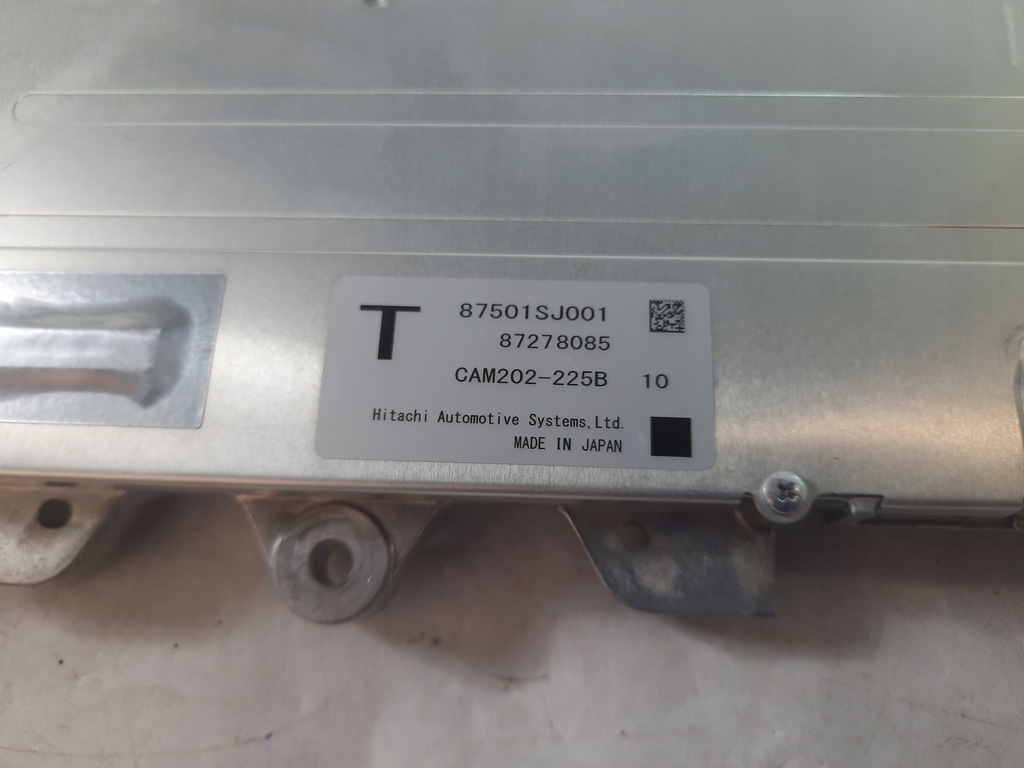 T
87501SJ001
87278085
CAM202-225B 10
Hitachi Automotive Systems,Ltd.
MADE IN JAPAN